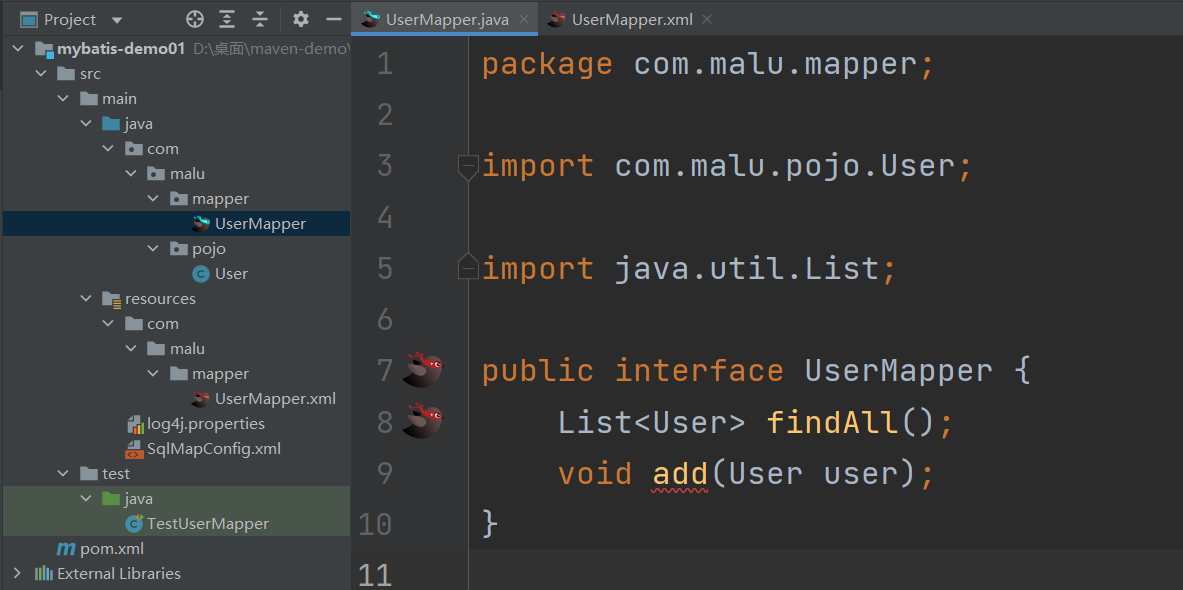 Project
mybatis-demo01 D:\桌面\maven-demo\
src
main
java
com
malu
mapper
UserMapper
pojo
User
resources
com
malu
mapper
UserMapper.xml
log4j.properties
SqlMapConfig.xml
test
java
TestUserMapper
pom.xml
External Libraries
UserMapper.java
UserMapper.xml
1 package com.malu.mapper;
2
3 import com.malu.pojo.User;
4
5 import java.util.List;
6
7 public interface UserMapper {
8 List<User> findAll();
9 void add(User user);
10 }
11